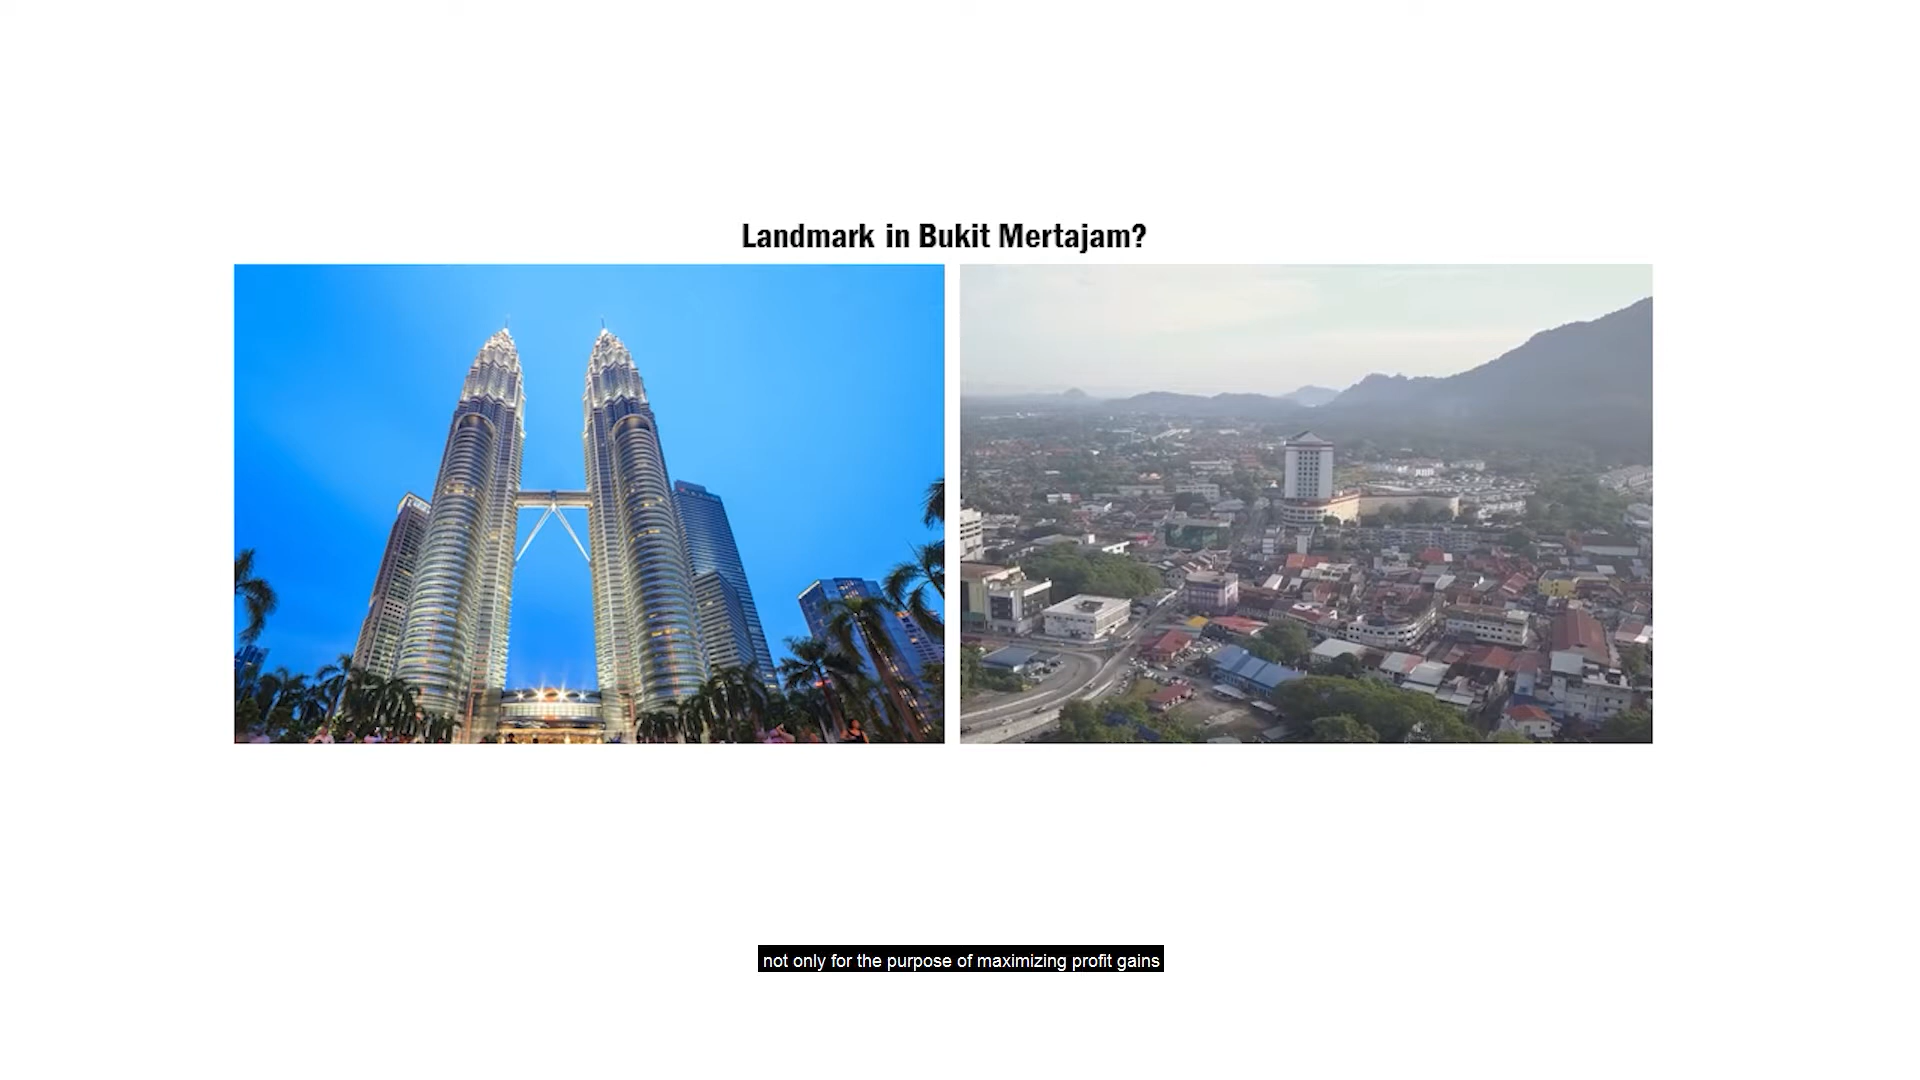 Landmark in Bukit Mertajam?
not only for the purpose of maximizing profit gains